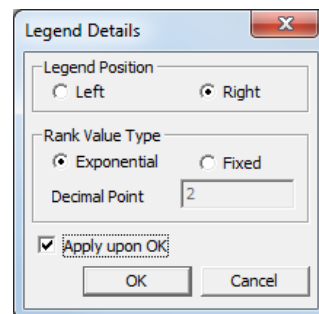 Legend Details
Legend Position
Left Right
Rank Value Type
Exponential Fixed
Decimal Point 2
Apply upon OK
OK Cancel